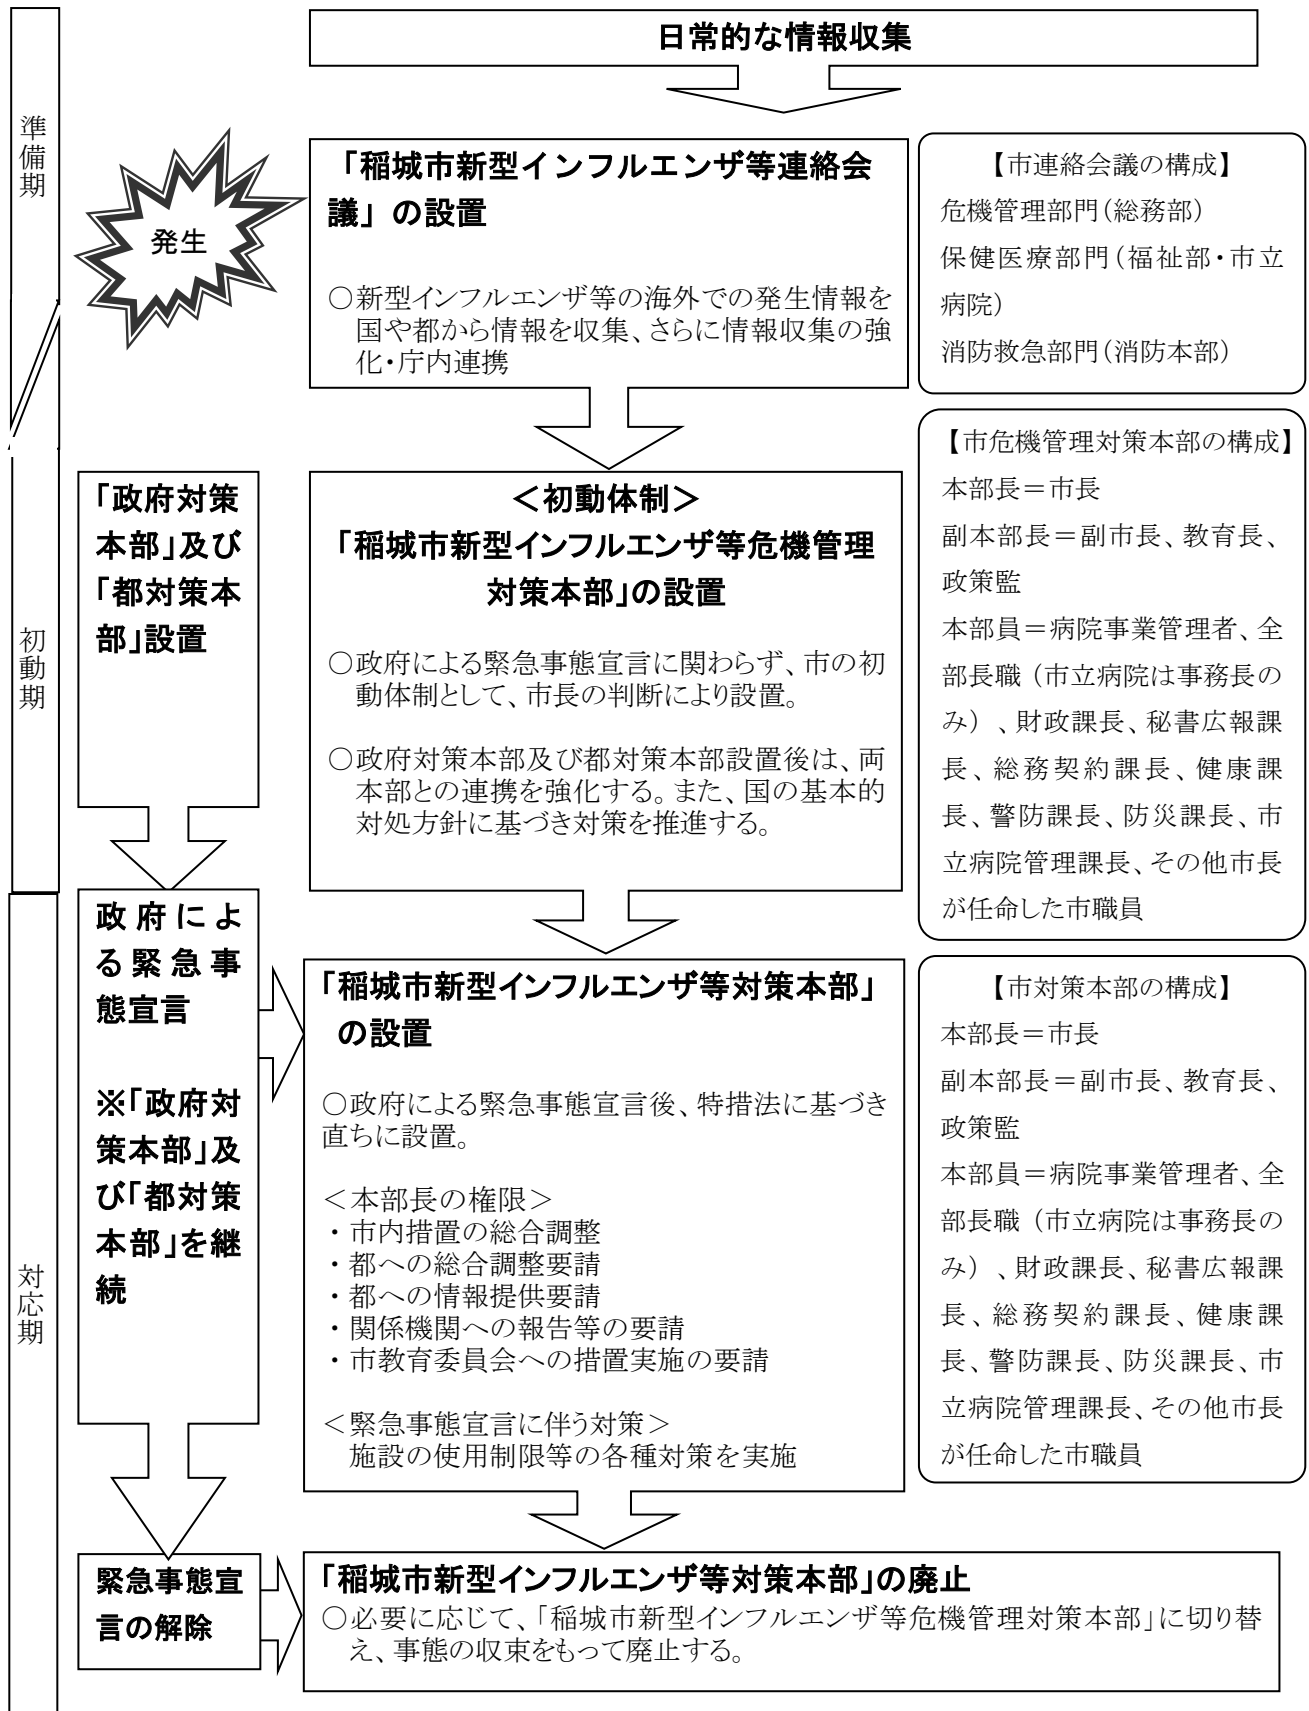 日常的な情報収集
準備期
発生
「稲城市新型インフルエンザ等連絡会
議」の設置
○新型インフルエンザ等の海外での発生情報を
国や都から情報を収集、さらに情報収集の強
化・庁内連携
【市連絡会議の構成】
危機管理部門(総務部)
保健医療部門(福祉部・市立
病院)
消防救急部門(消防本部)
初動期
「政府対策
本部」及び
「都対策本
部」設置
＜初動体制＞
「稲城市新型インフルエンザ等危機管理
対策本部」の設置
○政府による緊急事態宣言に関わらず、市の初
動体制として、市長の判断により設置。
○政府対策本部及び都対策本部設置後は、両
本部との連携を強化する。また、国の基本的
対処方針に基づき対策を推進する。
【市危機管理対策本部の構成】
本部長＝市長
副本部長＝副市長、教育長、
政策監
本部員＝病院事業管理者、全
部長職（市立病院は事務長の
み）、財政課長、秘書広報課
長、総務契約課長、健康課
長、警防課長、防災課長、市
立病院管理課長、その他市長
が任命した市職員
対応期
政府によ
る緊急事
態宣言
※「政府対
策本部」及
び「都対策
本部」を継
続
「稲城市新型インフルエンザ等対策本部」
の設置
○政府による緊急事態宣言後、特措法に基づき
直ちに設置。
＜本部長の権限＞
・市内措置の総合調整
・都への総合調整要請
・都への情報提供要請
・関係機関への報告等の要請
・市教育委員会への措置実施の要請
＜緊急事態宣言に伴う対策＞
施設の使用制限等の各種対策を実施
【市対策本部の構成】
本部長＝市長
副本部長＝副市長、教育長、
政策監
本部員＝病院事業管理者、全
部長職（市立病院は事務長の
み）、財政課長、秘書広報課
長、総務契約課長、健康課
長、警防課長、防災課長、市
立病院管理課長、その他市長
が任命した市職員
緊急事態宣
言の解除
「稲城市新型インフルエンザ等対策本部」の廃止
○必要に応じて、「稲城市新型インフルエンザ等危機管理対策本部」に切り替
え、事態の収束をもって廃止する。